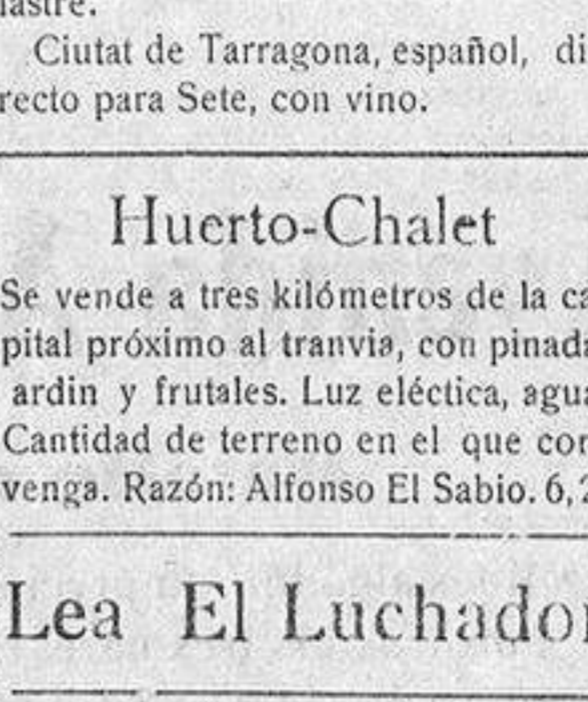 lastre.
Ciutat de Tarragona, español, di
recto para Sete, con vino.
Huerto-Chalet
Se vende a tres kilómetros de la ca
pital próximo al tranvia, con pinada
ardin y frutales. Luz eléctica, agua
Cantidad de terreno en el que con
venga. Razón: Alfonso El Sabio. 6,
Lea El Luchador